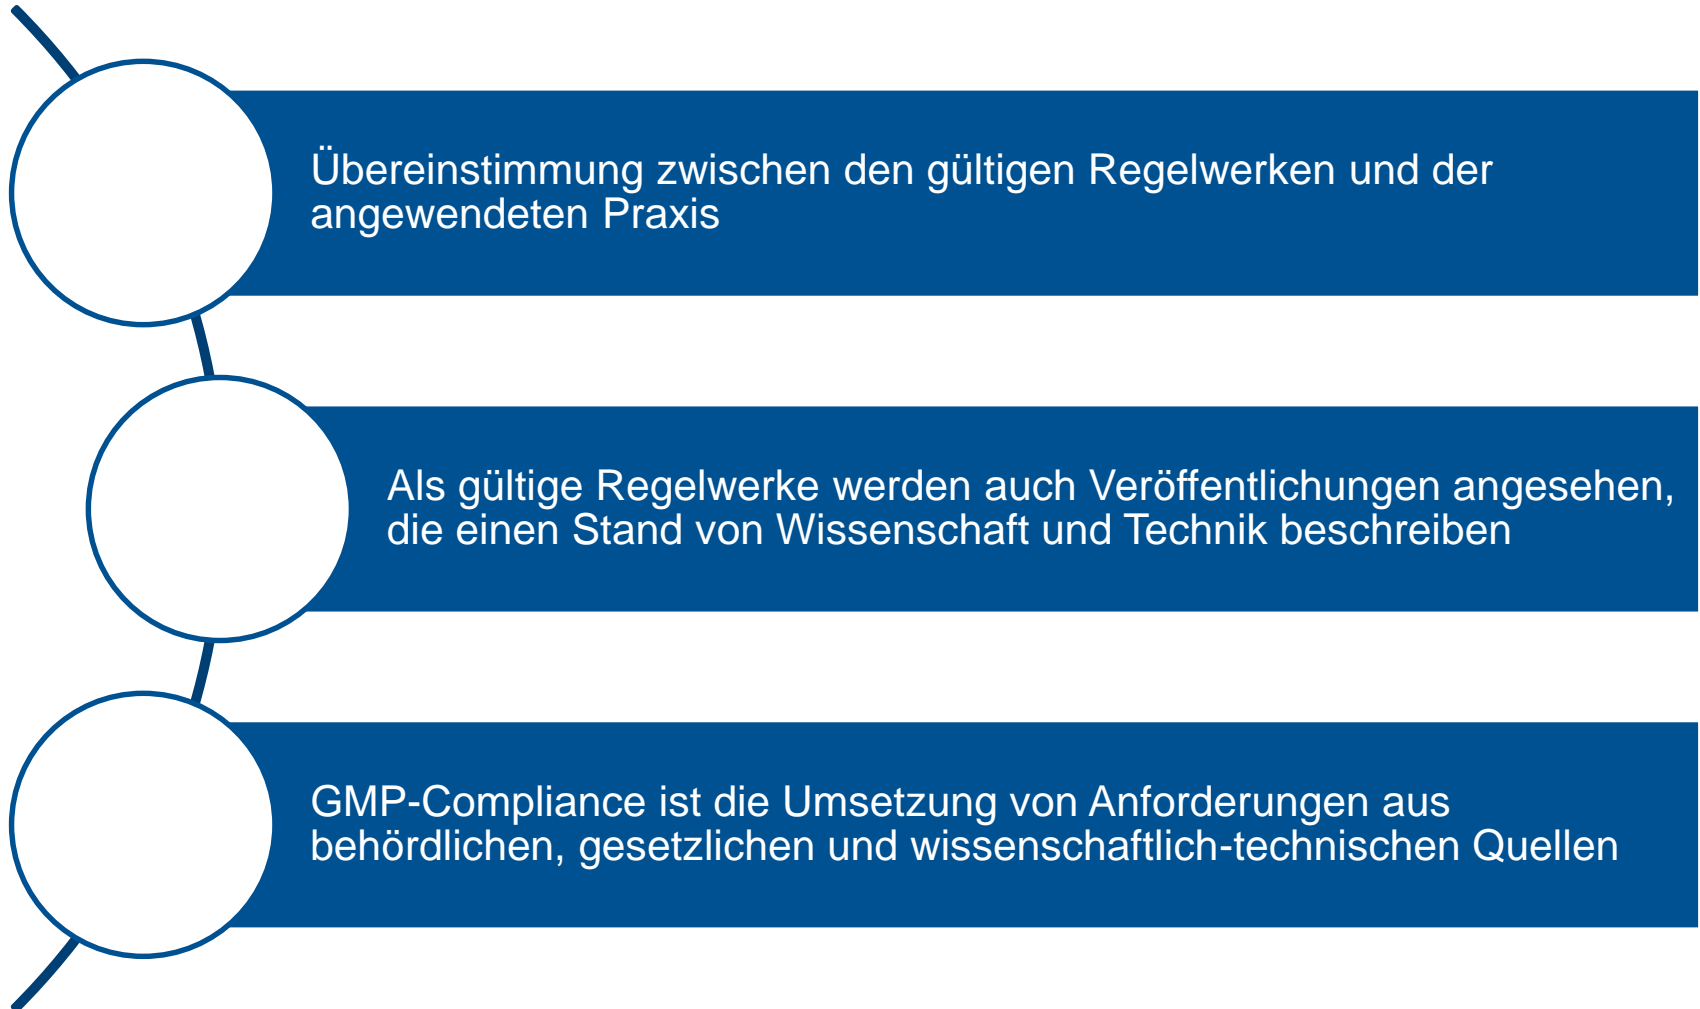 Übereinstimmung zwischen den gültigen Regelwerken und der
angewendeten Praxis
Als gültige Regelwerke werden auch Veröffentlichungen angesehen,
die einen Stand von Wissenschaft und Technik beschreiben
GMP-Compliance ist die Umsetzung von Anforderungen aus
behördlichen, gesetzlichen und wissenschaftlich-technischen Quellen